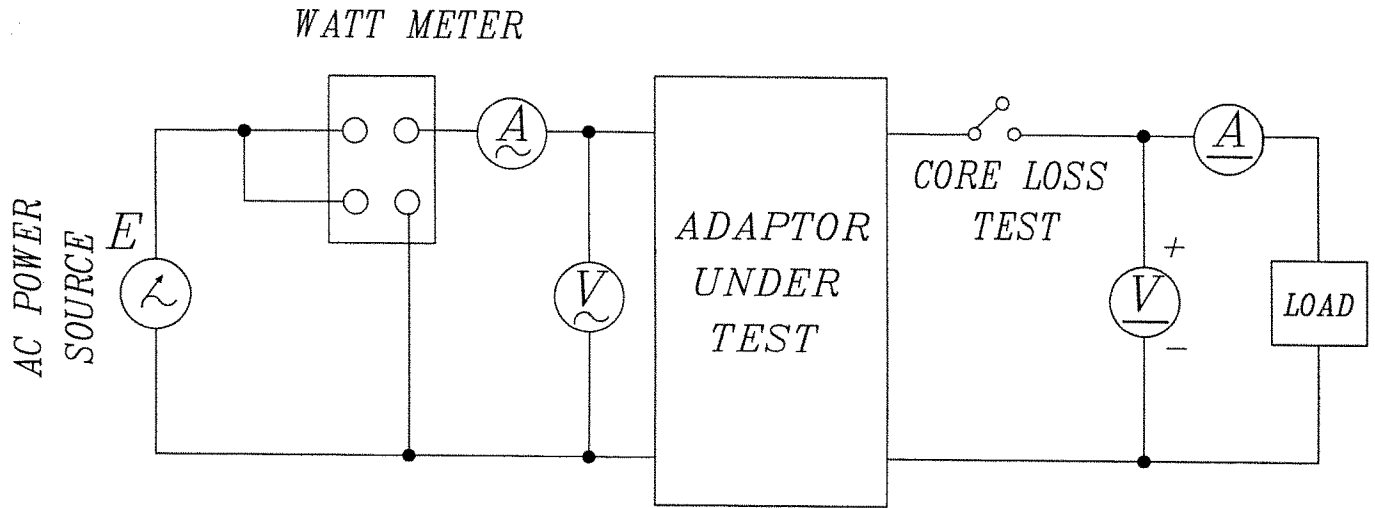 WATT METER
AC POWER
SOURCE
E
A
V
ADAPTOR
UNDER
TEST
CORE LOSS
TEST
A
+
V
−
LOAD